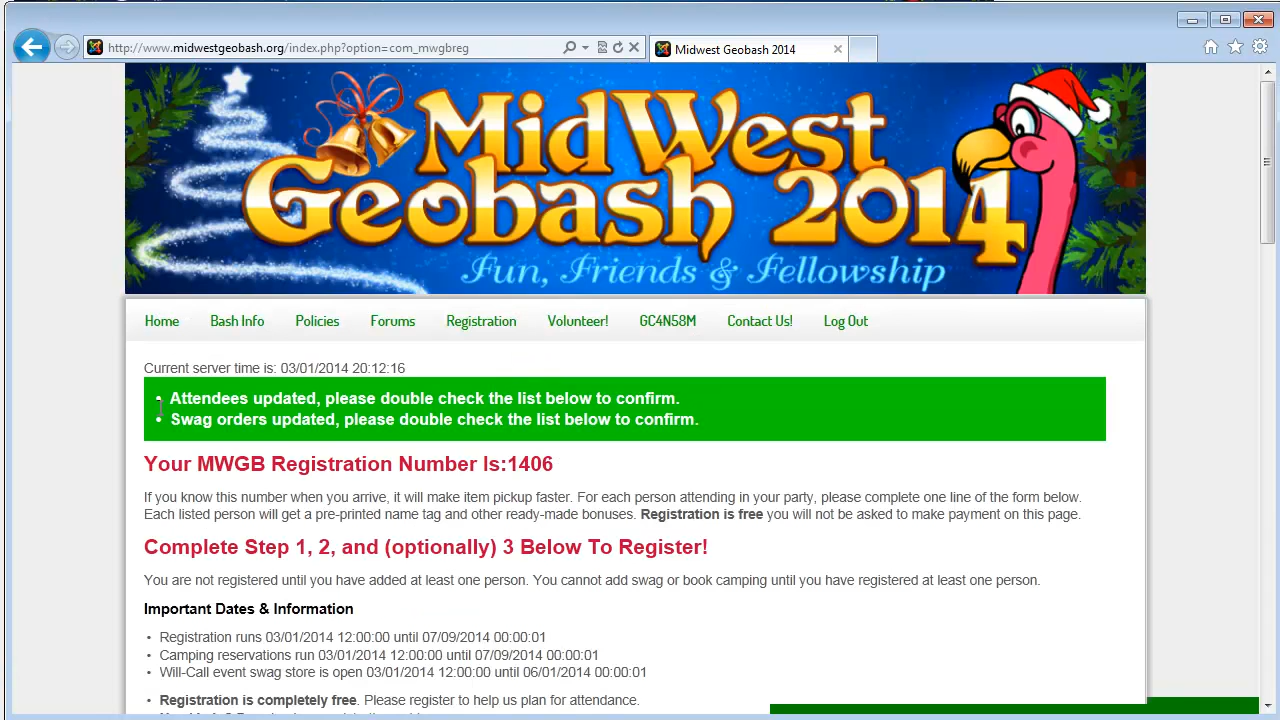 http://www.midwestgeobash.org/index.php?option=com_mwgbreg
Midwest Geobash 2014
MidWest
Geobash 2014
Fun, Friends & Fellowship
Home Bash Info Policies Forums Registration Volunteer! GC4N58M Contact Us! Log Out
Current server time is: 03/01/2014 20:12:16
• Attendees updated, please double check the list below to confirm.
• Swag orders updated, please double check the list below to confirm.
Your MWGB Registration Number Is:1406
If you know this number when you arrive, it will make item pickup faster. For each person attending in your party, please complete one line of the form below.
Each listed person will get a pre-printed name tag and other ready-made bonuses. Registration is free you will not be asked to make payment on this page.
Complete Step 1, 2, and (optionally) 3 Below To Register!
You are not registered until you have added at least one person. You cannot add swag or book camping until you have registered at least one person.
Important Dates & Information
• Registration runs 03/01/2014 12:00:00 until 07/09/2014 00:00:01
• Camping reservations run 03/01/2014 12:00:00 until 07/09/2014 00:00:01
• Will-Call event swag store is open 03/01/2014 12:00:00 until 06/01/2014 00:00:01
• Registration is completely free. Please register to help us plan for attendance.